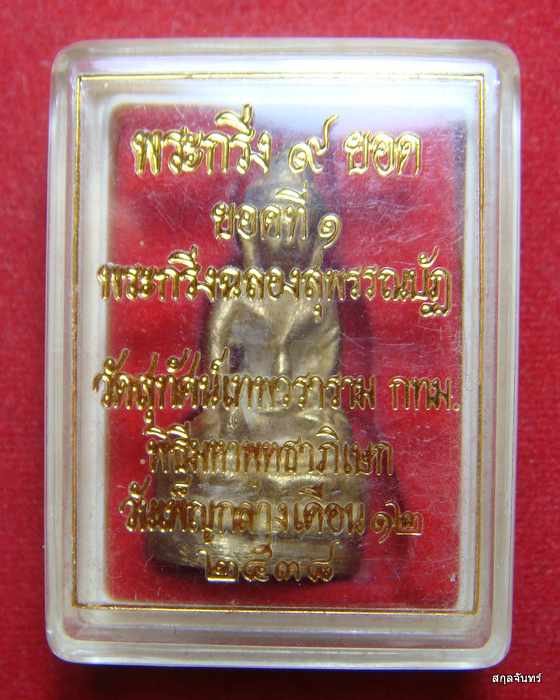 พระกริ่ง ๙ ยอด
ยอดที่ ๑
พระกริ่งฉลองสุพรรณบัฏ
วัดสุทัศน์เทพวราราม กทม.
พิธีมหาพุทธาภิเษก
วันเพ็ญกลางเดือน ๑๒
๒๕๓๘
สกุลจันทร์